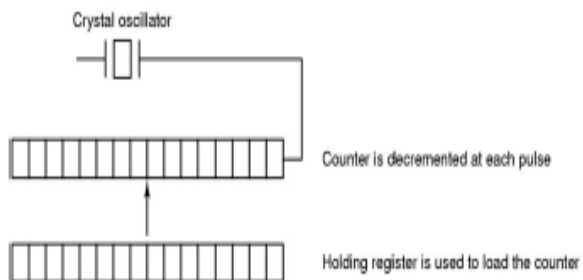 Crystal oscillator
Counter is decremented at each pulse
Holding register is used to load the counter